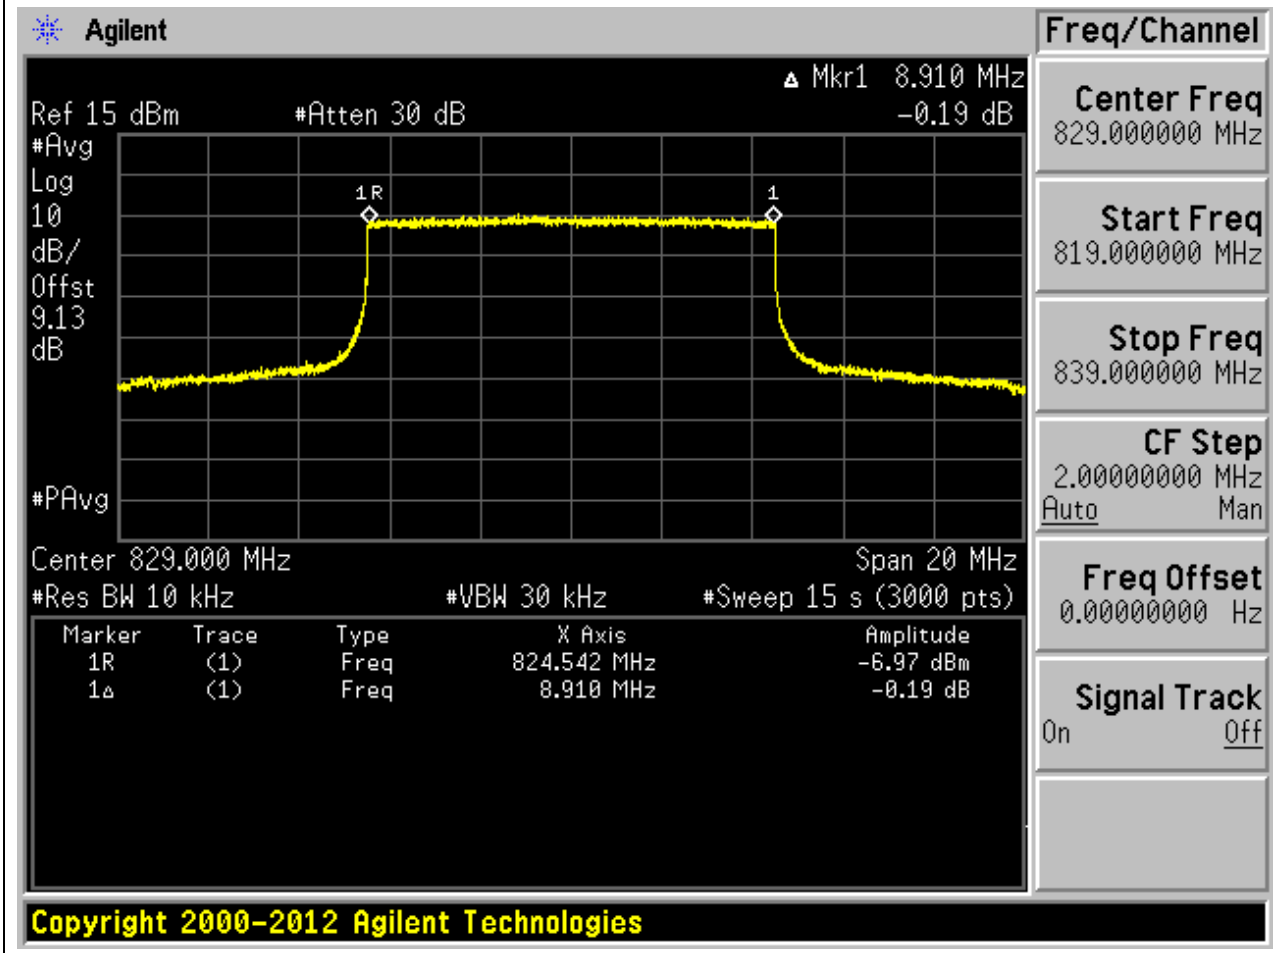 Agilent
Freq/Channel
Δ Mkr1 8.910 MHz
Ref 15 dBm #Atten 30 dB -0.19 dB
#Avg
Log
10
dB/
Offst
9.13
dB
1R
1
#PAvg
Center 829.000 MHz Span 20 MHz
#Res BW 10 kHz #VBW 30 kHz #Sweep 15 s (3000 pts)
Marker Trace Type X Axis Amplitude
1R (1) Freq 824.542 MHz -6.97 dBm
1Δ (1) Freq 8.910 MHz -0.19 dB
Center Freq
829.000000 MHz
Start Freq
819.000000 MHz
Stop Freq
839.000000 MHz
CF Step
2.00000000 MHz
Auto Man
Freq Offset
0.00000000 Hz
Signal Track
On Off
Copyright 2000-2012 Agilent Technologies